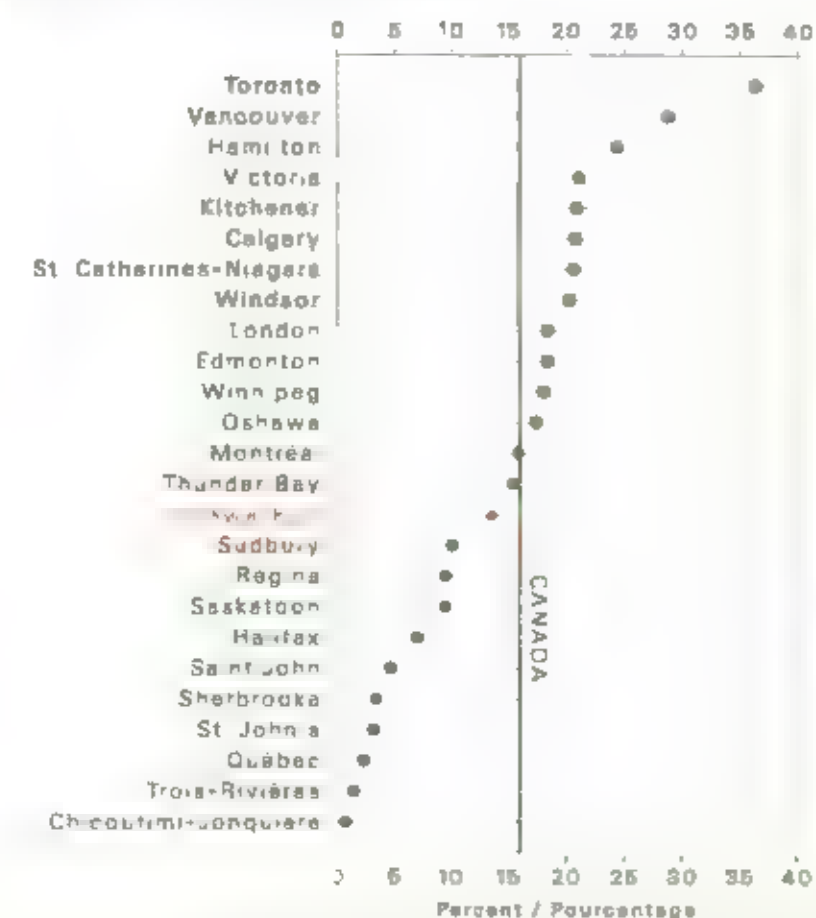 0 5 10 15 20 25 30 35 40
Toronto
Vancouver
Hamilton
Victoria
Kitchener
Calgary
St. Catharines-Niagara
Windsor
London
Edmonton
Winnipeg
Oshawa
Montréal
Thunder Bay
Sudbury
Regina
Saskatoon
Halifax
Saint John
Sherbrooke
St. John's
Québec
Trois-Rivières
Chicoutimi-Jonquière
CANADA
0 5 10 15 20 25 30 35 40
Percent / Pourcentage